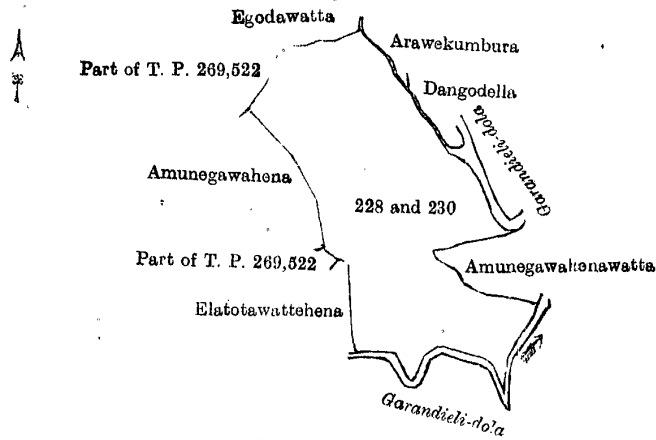 Egodawatta
Arawekumbura
Part of T. P. 269,522
Dangodella
Garandieli-dola
Amunegawahena
228 and 230
Part of T. P. 269,522
Amunegawahenawatta
Elatotawattehena
Garandieli-dola